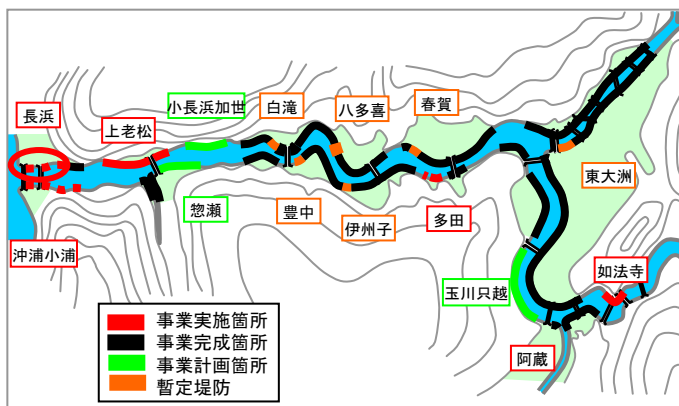 長浜
上老松
小長浜加世
白滝
八多喜
春賀
東大洲
沖浦小浦
惣瀬
豊中
伊州子
多田
玉川只越
如法寺
阿蔵
事業実施箇所
事業完成箇所
事業計画箇所
暫定堤防